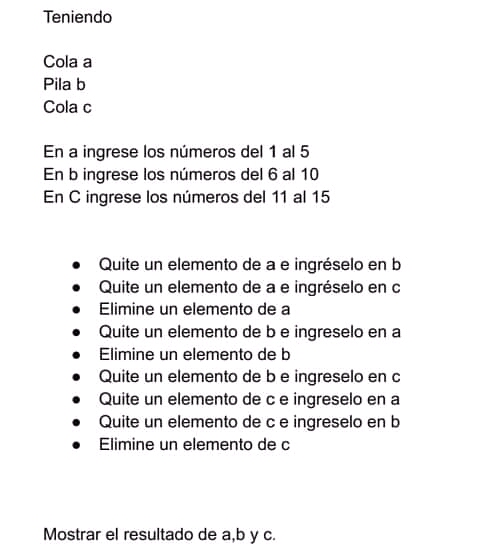 Teniendo
Cola a
Pila b
Cola c
En a ingrese los números del 1 al 5
En b ingrese los números del 6 al 10
En C ingrese los números del 11 al 15
● Quite un elemento de a e ingréselo en b
● Quite un elemento de a e ingréselo en c
● Elimine un elemento de a
● Quite un elemento de b e ingreselo en a
● Elimine un elemento de b
● Quite un elemento de b e ingreselo en c
● Quite un elemento de c e ingreselo en a
● Quite un elemento de c e ingreselo en b
● Elimine un elemento de c
Mostrar el resultado de a,b y c.